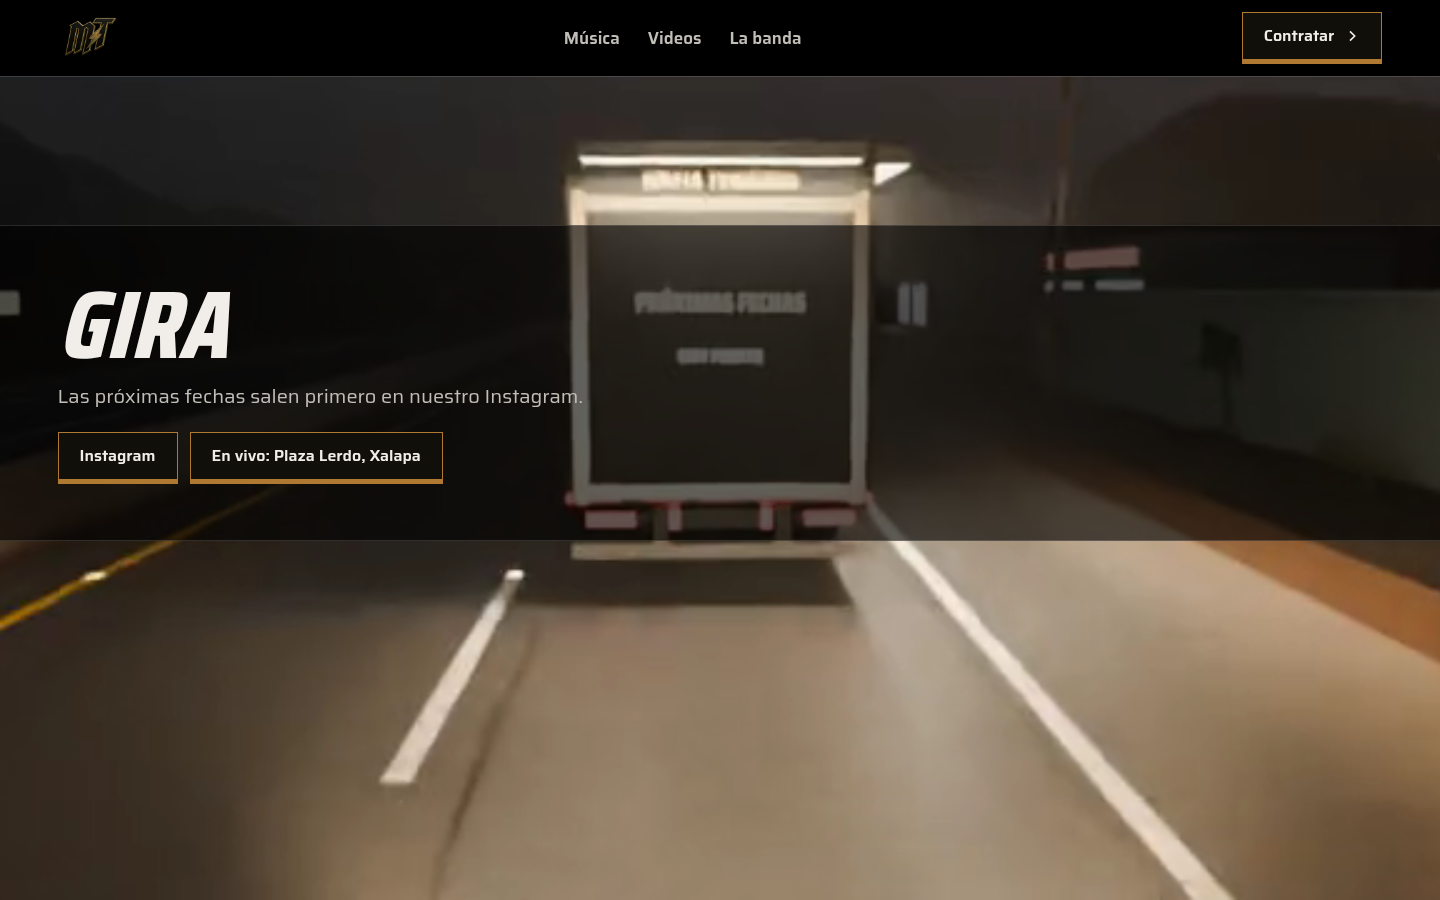 MT
Música
Videos
La banda
Contratar
PRÓXIMAS FECHAS
GIRA
Las próximas fechas salen primero en nuestro Instagram.
Instagram
En vivo: Plaza Lerdo, Xalapa